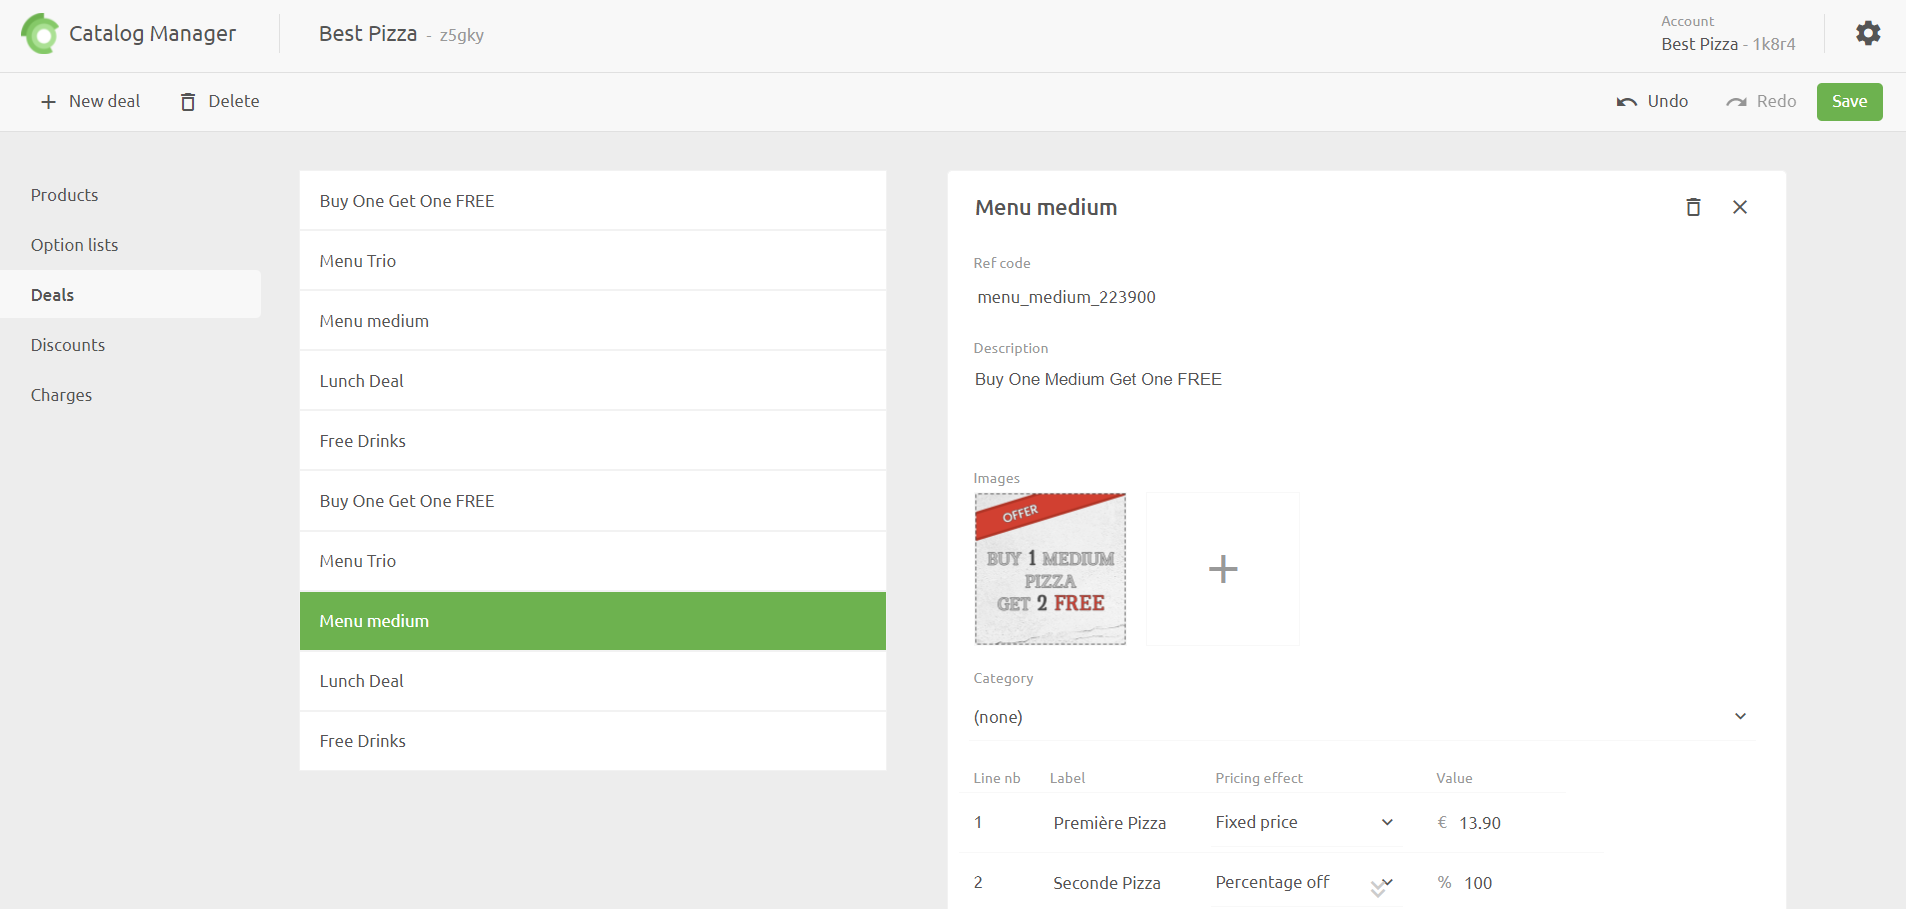 Catalog Manager
Best Pizza - z5gky
Account
Best Pizza - 1k8r4
New deal
Delete
Undo
Redo
Save
Products
Option lists
Deals
Discounts
Charges
Buy One Get One FREE
Menu Trio
Menu medium
Lunch Deal
Free Drinks
Buy One Get One FREE
Menu Trio
Menu medium
Lunch Deal
Free Drinks
Menu medium
Ref code
menu_medium_223900
Description
Buy One Medium Get One FREE
Images
OFFER
BUY 1 MEDIUM
PIZZA
GET 2 FREE
Category
(none)
Line nb Label Pricing effect Value
1 Première Pizza Fixed price € 13.90
2 Seconde Pizza Percentage off % 100